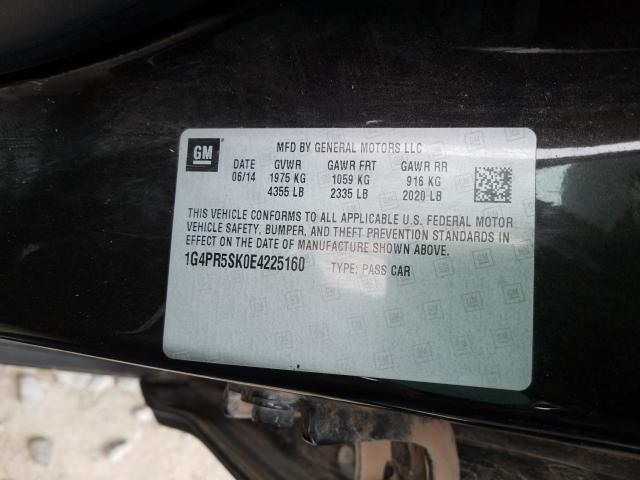 GM
MFD BY GENERAL MOTORS LLC
DATE GVWR GAWR FRT GAWR RR
06/14 1975 KG 1059 KG 916 KG
4355 LB 2335 LB 2020 LB
THIS VEHICLE CONFORMS TO ALL APPLICABLE U.S. FEDERAL MOTOR
VEHICLE SAFETY, BUMPER, AND THEFT PREVENTION STANDARDS IN
EFFECT ON THE DATE OF MANUFACTURE SHOWN ABOVE.
1G4PR5SK0E4225160 TYPE: PASS CAR